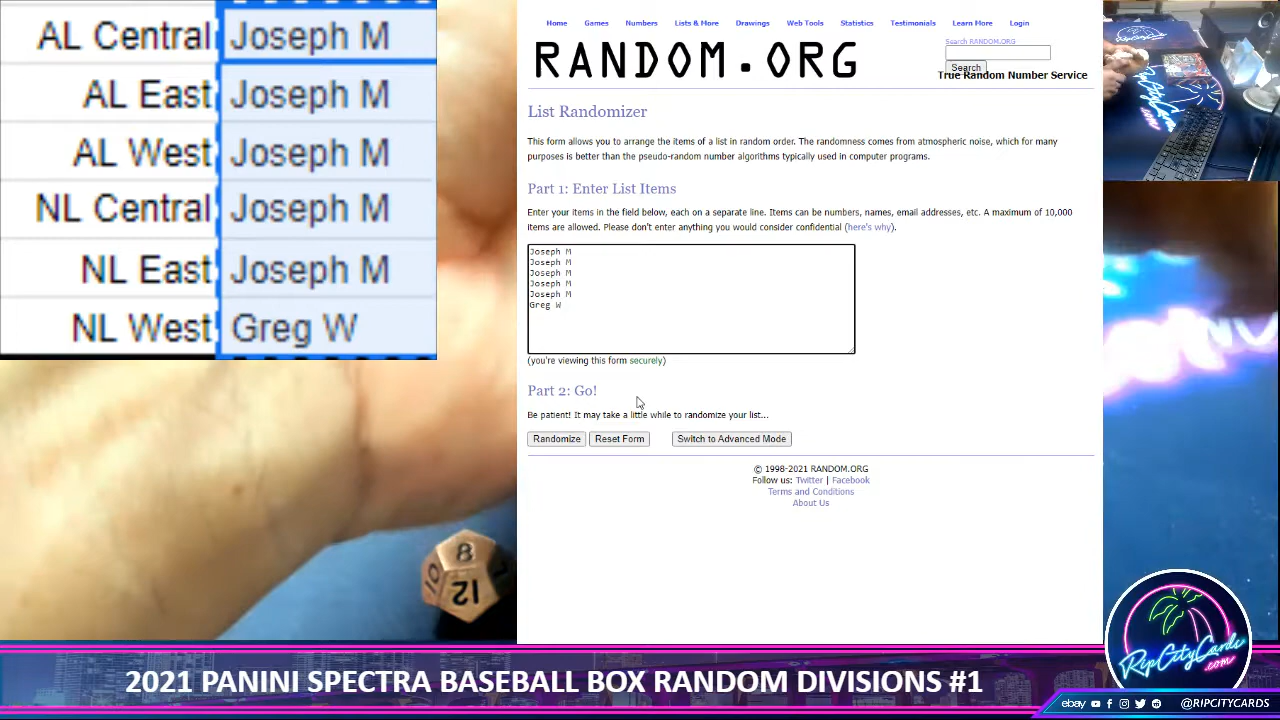 AL Central Joseph M
AL East Joseph M
AL West Joseph M
NL Central Joseph M
NL East Joseph M
NL West Greg W
8
10
12
Home Games Numbers Lists & More Drawings Web Tools Statistics Testimonials Learn More Login
RANDOM.ORG
Search RANDOM.ORG
Search
True Random Number Service
List Randomizer
This form allows you to arrange the items of a list in random order. The randomness comes from atmospheric noise, which for many
purposes is better than the pseudo-random number algorithms typically used in computer programs.
Part 1: Enter List Items
Enter your items in the field below, each on a separate line. Items can be numbers, names, email addresses, etc. A maximum of 10,000
items are allowed. Please don't enter anything you would consider confidential (here's why).
Joseph M
Joseph M
Joseph M
Joseph M
Joseph M
Greg W
(you're viewing this form securely)
Part 2: Go!
Be patient! It may take a little while to randomize your list...
Randomize Reset Form Switch to Advanced Mode
© 1998-2021 RANDOM.ORG
Follow us: Twitter | Facebook
Terms and Conditions
About Us
2021 PANINI SPECTRA BASEBALL BOX RANDOM DIVISIONS #1
RipCityCards
.com
ebay @RIPCITYCARDS